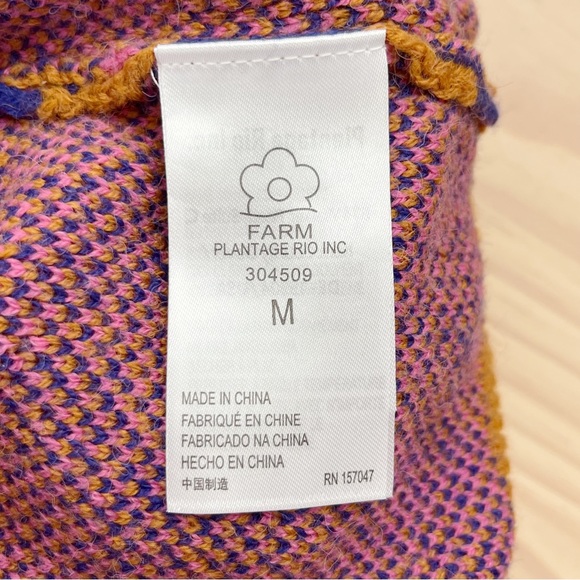 FARM
PLANTAGE RIO INC
304509
M
MADE IN CHINA
FABRIQUÉ EN CHINE
FABRICADO NA CHINA
HECHO EN CHINA
中国制造
RN 157047